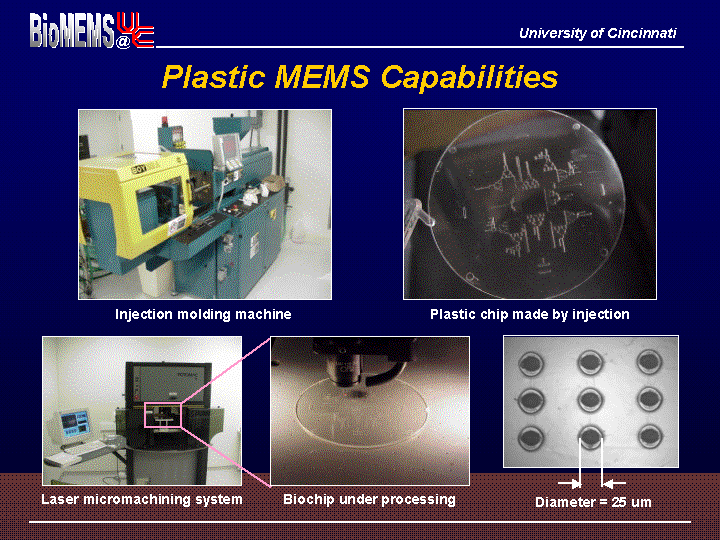 BioMEMS
@
UC
University of Cincinnati
Plastic MEMS Capabilities
BOY
Injection molding machine
Plastic chip made by injection
Laser micromachining system
Biochip under processing
Diameter = 25 um